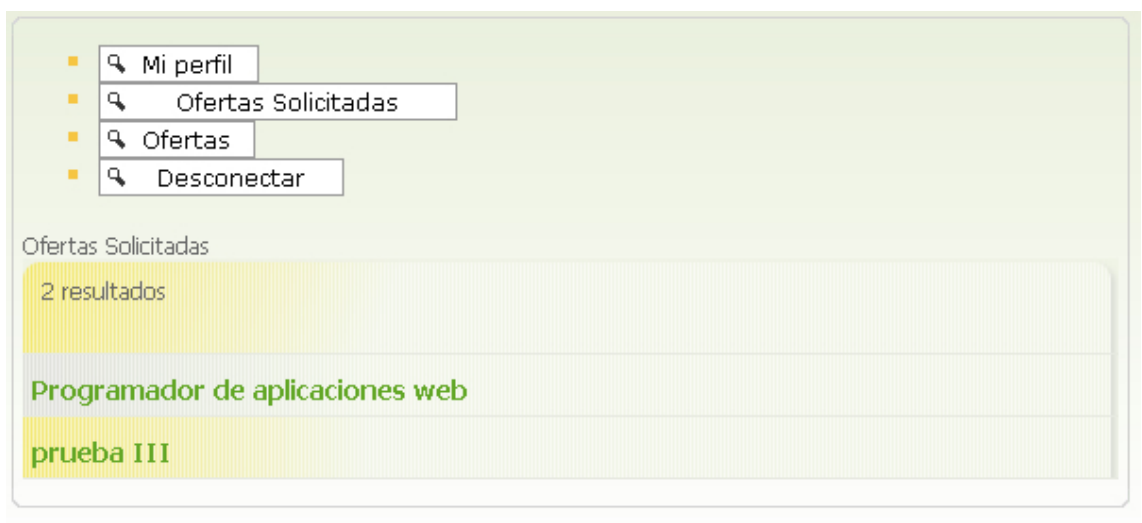 Mi perfil
Ofertas Solicitadas
Ofertas
Desconectar
Ofertas Solicitadas
2 resultados
Programador de aplicaciones web
prueba III